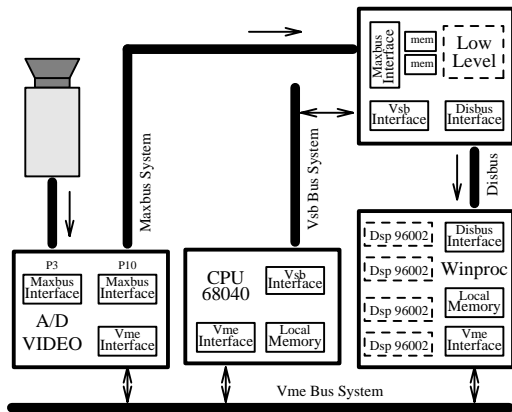 Maxbus
Interface
mem
mem
Low
Level
Vsb
Interface
Disbus
Interface
Maxbus System
Vsb Bus System
Disbus
P3
P10
Maxbus
Interface
Maxbus
Interface
A/D
VIDEO
Vme
Interface
CPU
68040
Vsb
Interface
Vme
Interface
Local
Memory
Dsp 96002
Dsp 96002
Dsp 96002
Dsp 96002
Disbus
Interface
Winproc
Local
Memory
Vme
Interface
Vme Bus System